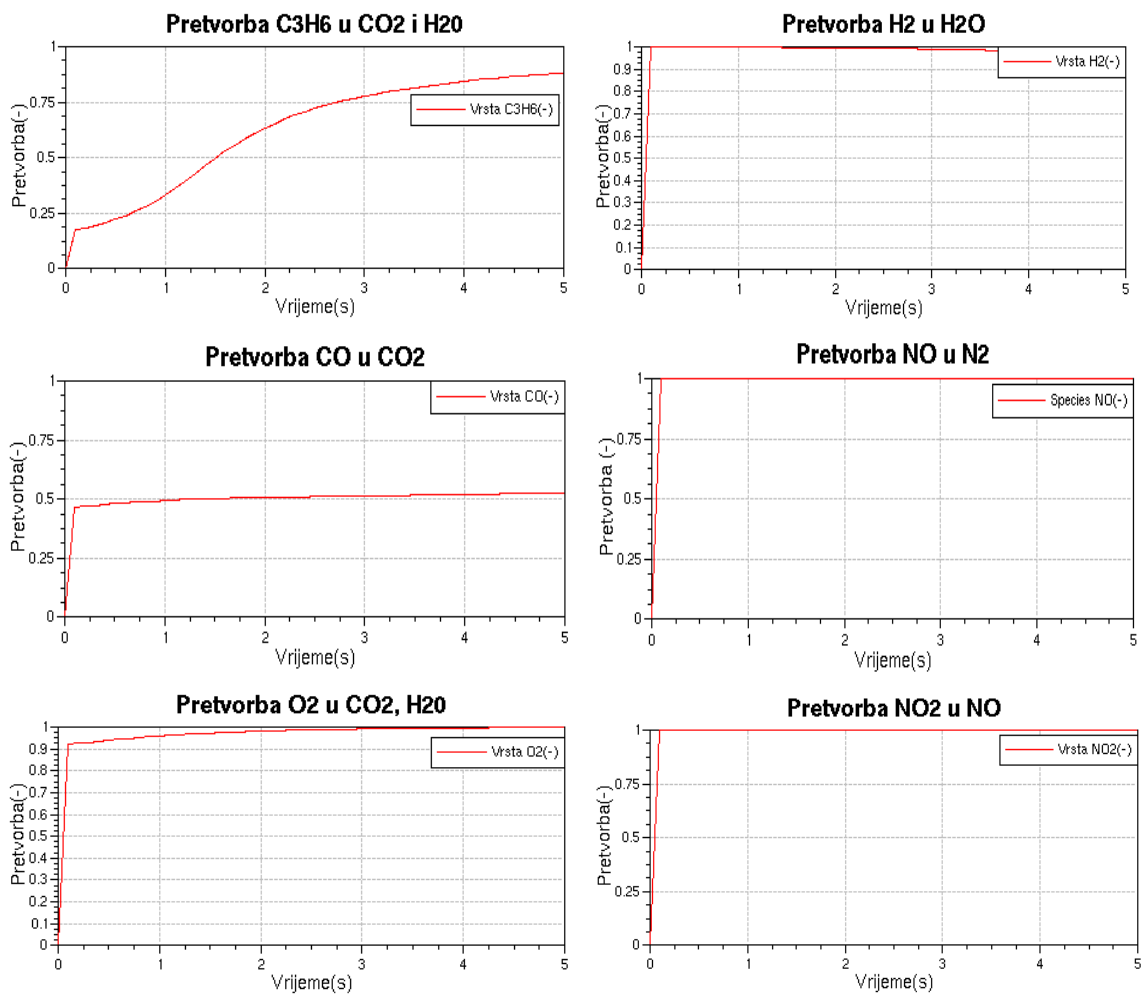 Pretvorba C3H6 u CO2 i H20
1
0.75
0.5
0.25
0
Pretvorba(-)
Vrsta C3H6(-)
0 1 2 3 4 5
Vrijeme(s)
Pretvorba H2 u H2O
1
0.9
0.8
0.7
0.6
0.5
0.4
0.3
0.2
0.1
0
Pretvorba(-)
Vrsta H2(-)
0 1 2 3 4 5
Vrijeme(s)
Pretvorba CO u CO2
1
0.75
0.5
0.25
0
Pretvorba(-)
Vrsta CO(-)
0 1 2 3 4 5
Vrijeme(s)
Pretvorba NO u N2
1
0.75
0.5
0.25
0
Pretvorba (-)
Species NO(-)
0 1 2 3 4 5
Vrijeme(s)
Pretvorba O2 u CO2, H20
1
0.9
0.8
0.7
0.6
0.5
0.4
0.3
0.2
0.1
0
Pretvorba(-)
Vrsta O2(-)
0 1 2 3 4 5
Vrijeme(s)
Pretvorba NO2 u NO
1
0.75
0.5
0.25
0
Pretvorba(-)
Vrsta NO2(-)
0 1 2 3 4 5
Vrijeme(s)